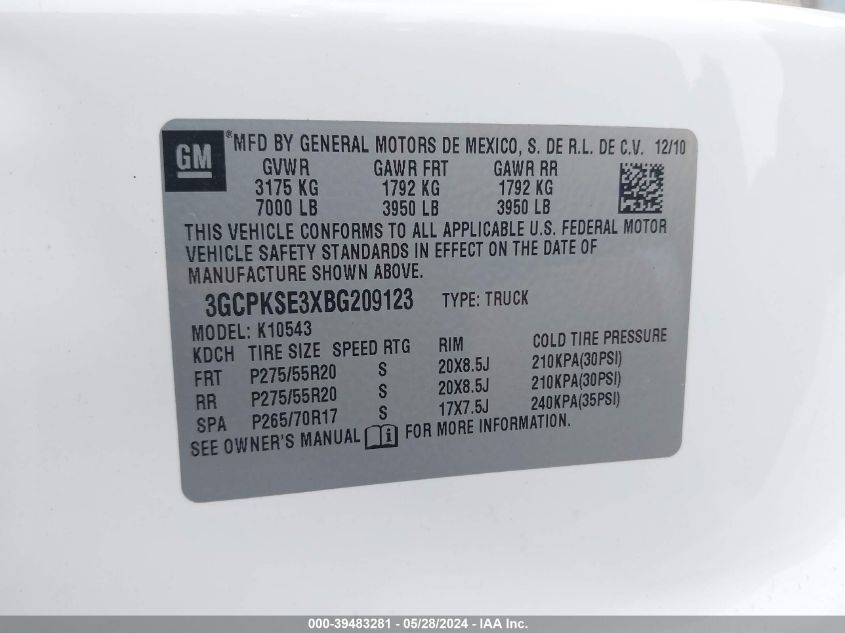 GM ® MFD BY GENERAL MOTORS DE MEXICO, S. DE R.L. DE C.V. 12/10
GVWR GAWR FRT GAWR RR
3175 KG 1792 KG 1792 KG
7000 LB 3950 LB 3950 LB
THIS VEHICLE CONFORMS TO ALL APPLICABLE U.S. FEDERAL MOTOR
VEHICLE SAFETY STANDARDS IN EFFECT ON THE DATE OF
MANUFACTURE SHOWN ABOVE.
3GCPKSE3XBG209123 TYPE: TRUCK
MODEL: K10543
KDCH TIRE SIZE SPEED RTG RIM COLD TIRE PRESSURE
FRT P275/55R20 S 20X8.5J 210KPA(30PSI)
RR P275/55R20 S 20X8.5J 210KPA(30PSI)
SPA P265/70R17 S 17X7.5J 240KPA(35PSI)
SEE OWNER'S MANUAL i FOR MORE INFORMATION.
000-39483281 - 05/28/2024 - IAA Inc.